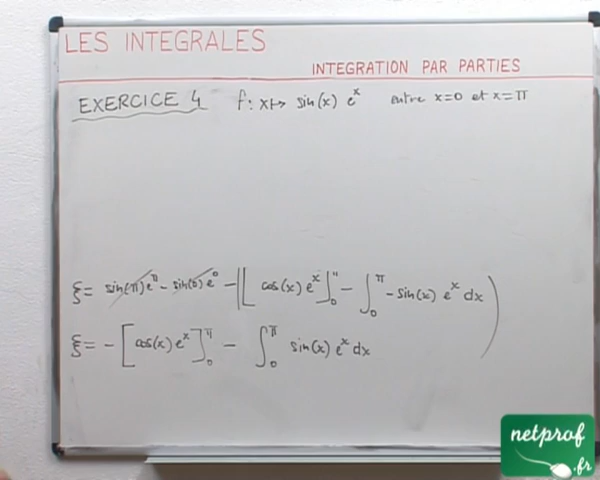 LES INTEGRALES
INTEGRATION PAR PARTIES
EXERCICE 4 f: x ↦ sin(x) e^x entre x=0 et x=π
ξ = sin(π)e^π - sin(0)e^0 - ([cos(x) e^x]_0^π - ∫_0^π - sin(x) e^x dx)
ξ = - [cos(x) e^x]_0^π - ∫_0^π sin(x) e^x dx
netprof
.fr